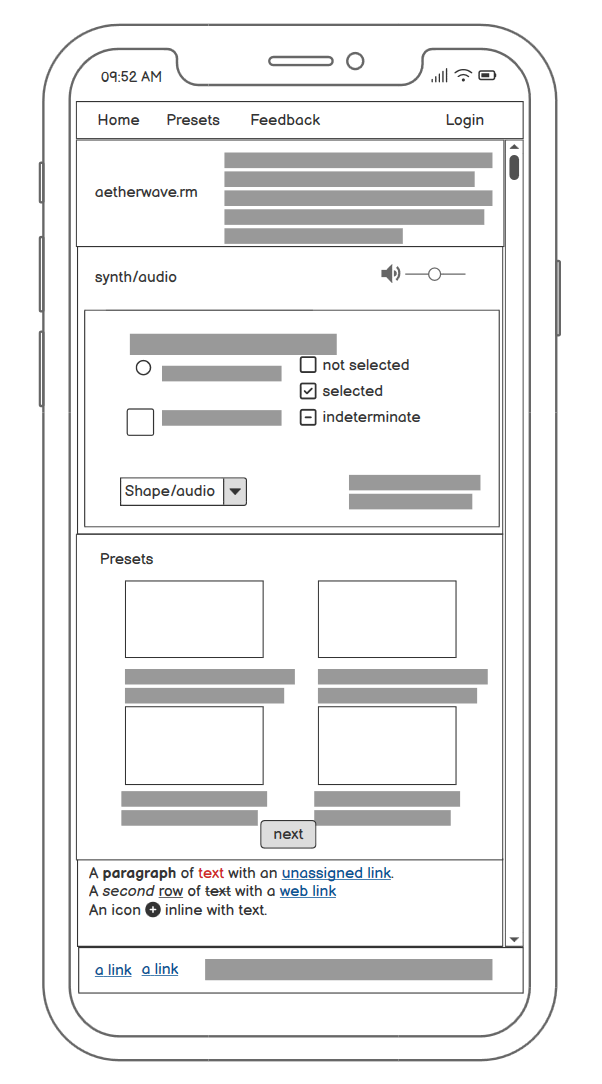 09:52 AM
Home Presets Feedback Login
aetherwave.rm
synth/audio
not selected
selected
indeterminate
Shape/audio
Presets
next
A paragraph of text with an unassigned link.
A second row of text with a web link
An icon inline with text.
a link a link